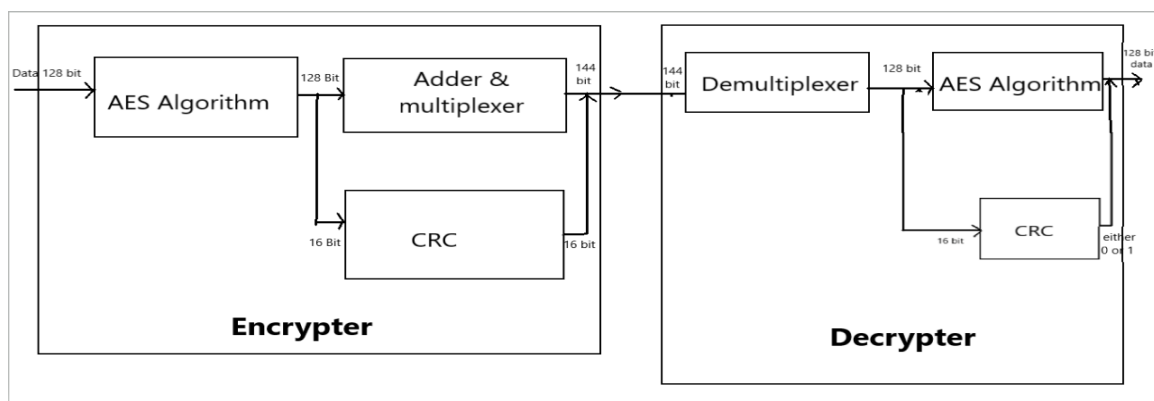 Data 128 bit
AES Algorithm
128 Bit
Adder &
multiplexer
144
bit
16 Bit
CRC
16 bit
Encrypter
144
bit
Demultiplexer
128 bit
AES Algorithm
128 bit
data
16 bit
CRC
either
0 or 1
Decrypter